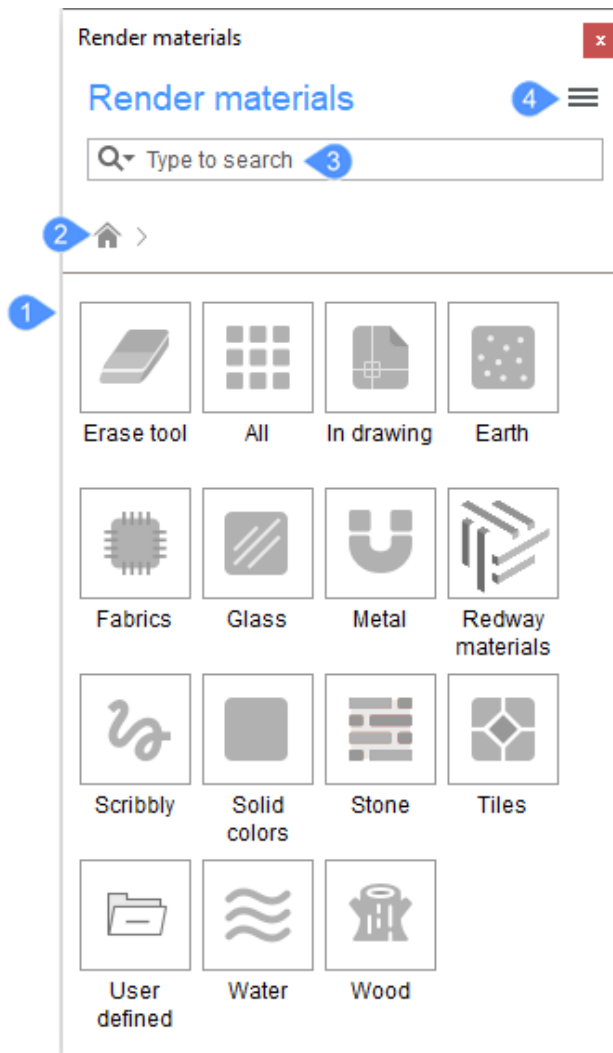 Render materials
x
Render materials
4
Type to search
3
2
1
Erase tool
All
In drawing
Earth
Fabrics
Glass
Metal
Redway
materials
Scribbly
Solid
colors
Stone
Tiles
User
defined
Water
Wood